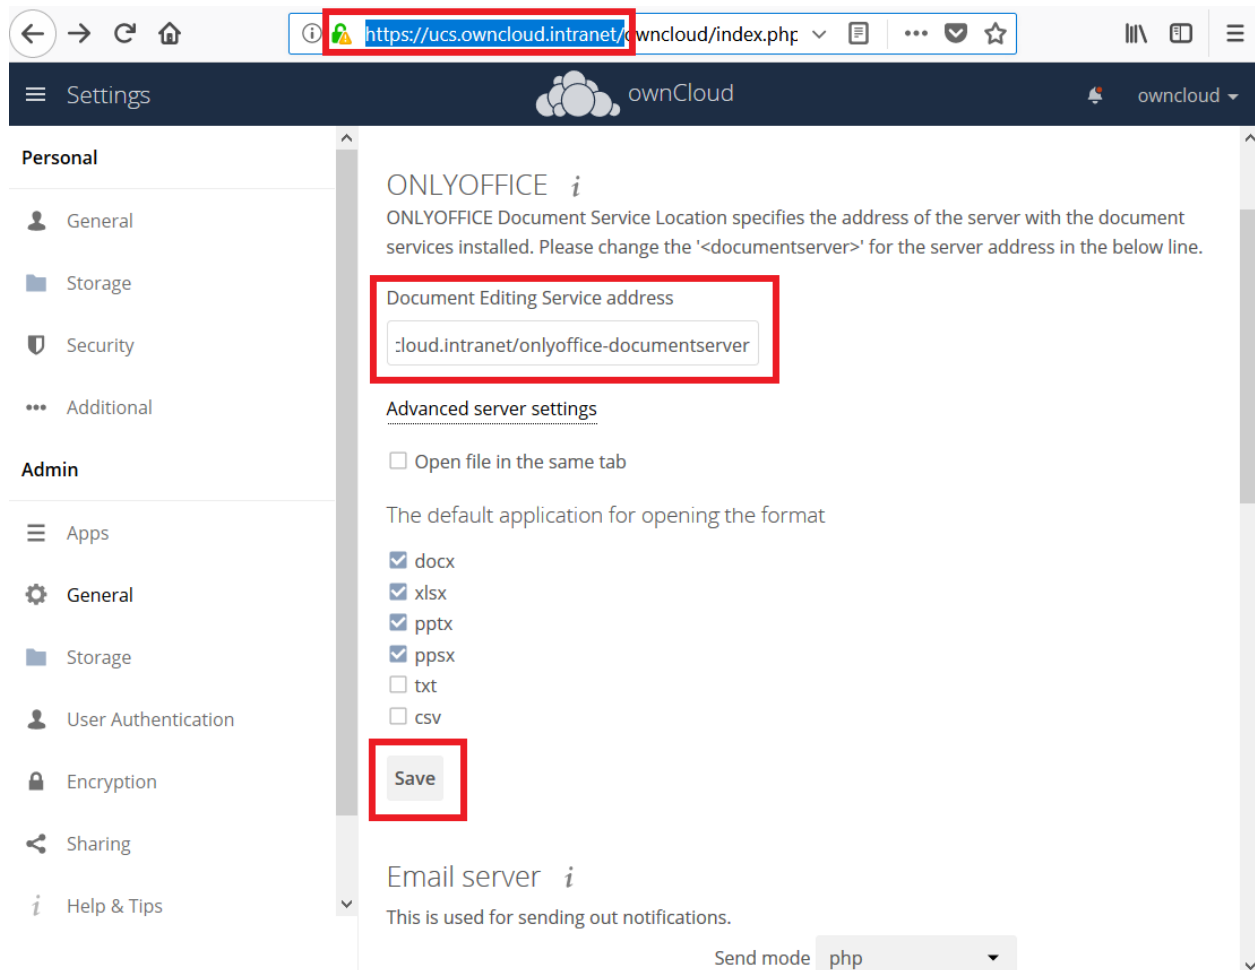 https://ucs.owncloud.intranet/owncloud/index.php
Settings
ownCloud
owncloud
Personal
General
Storage
Security
Additional
Admin
Apps
General
Storage
User Authentication
Encryption
Sharing
Help & Tips
ONLYOFFICE
ONLYOFFICE Document Service Location specifies the address of the server with the document
services installed. Please change the '<documentserver>' for the server address in the below line.
Document Editing Service address
cloud.intranet/onlyoffice-documentserver
Advanced server settings
Open file in the same tab
The default application for opening the format
docx
xlsx
pptx
ppsx
txt
csv
Save
Email server
This is used for sending out notifications.
Send mode php